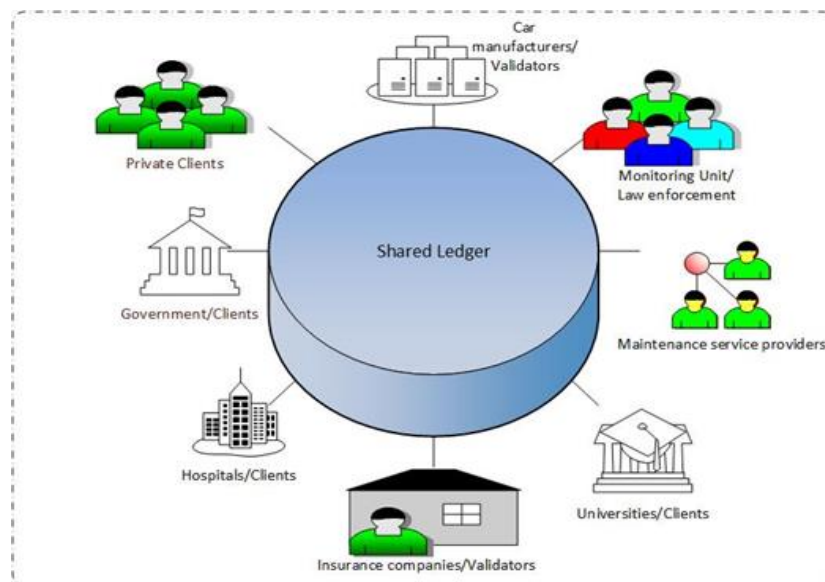 Car
manufacturers/
Validators
Private Clients
Monitoring Unit/
Law enforcement
Shared Ledger
Government/Clients
Maintenance service providers
Hospitals/Clients
Universities/Clients
Insurance companies/Validators